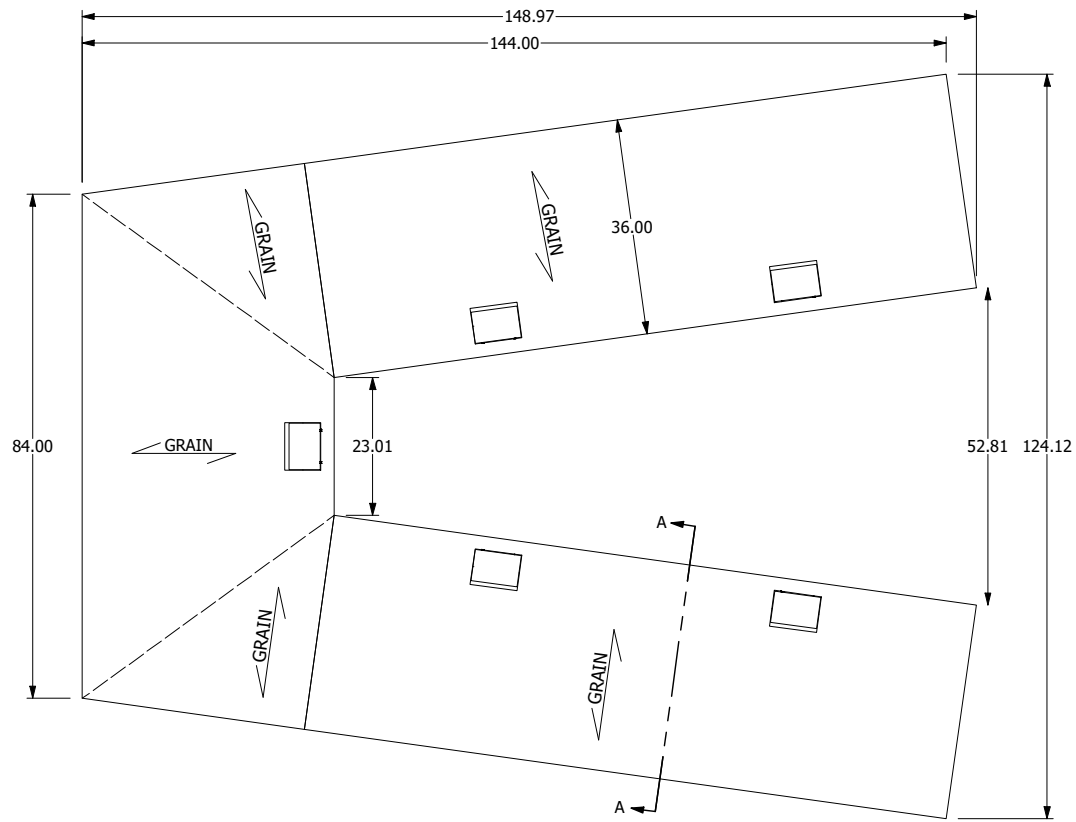 148.97
144.00
GRAIN
GRAIN
36.00
84.00
GRAIN
23.01
52.81
124.12
A
GRAIN
GRAIN
A